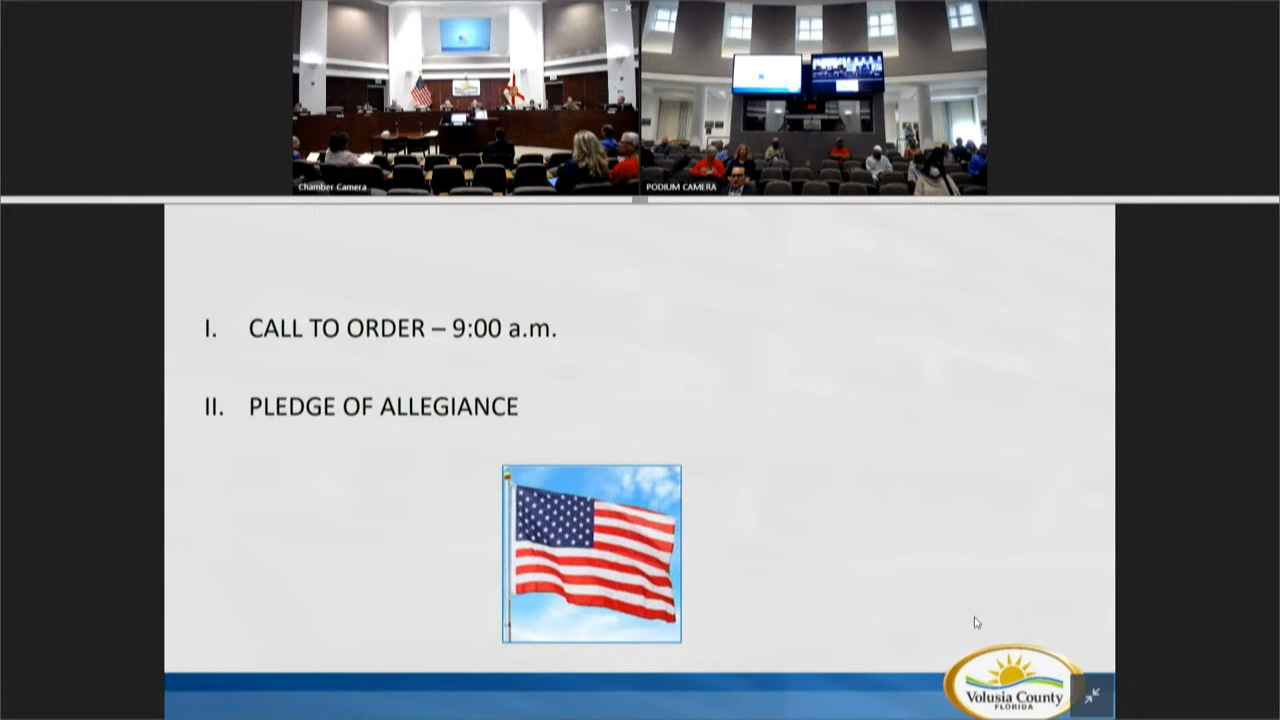 Chamber Camera
PODIUM CAMERA
I. CALL TO ORDER – 9:00 a.m.
II. PLEDGE OF ALLEGIANCE
Volusia County
FLORIDA